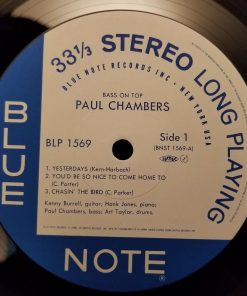 33 1/3 STEREO LONG PLAYING
BLUE NOTE RECORDS INC · NEW YORK USA
BASS ON TOP
PAUL CHAMBERS
BLP 1569
Side 1
(BNST 1569-A)
1. YESTERDAYS (Kern-Harbach)
2. YOU'D BE SO NICE TO COME HOME TO
(C. Porter)
3. CHASIN' THE BIRD (C. Parker)
Kenny Burrell, guitar; Hank Jones, piano;
Paul Chambers, bass; Art Taylor, drums.
BLUE
NOTE